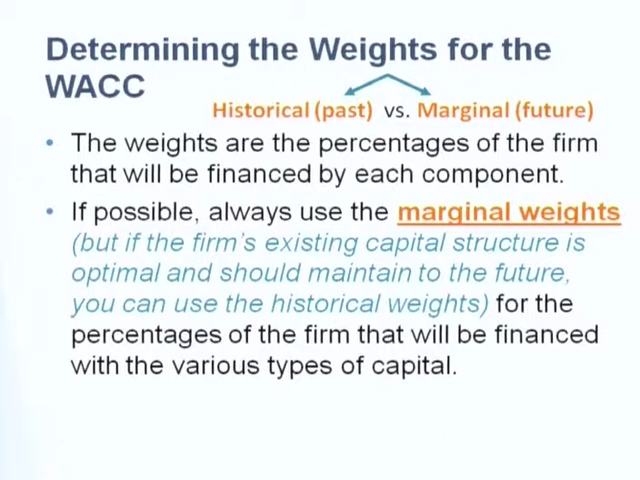 Determining the Weights for the
WACC
Historical (past) vs. Marginal (future)
• The weights are the percentages of the firm
that will be financed by each component.
• If possible, always use the marginal weights
(but if the firm's existing capital structure is
optimal and should maintain to the future,
you can use the historical weights) for the
percentages of the firm that will be financed
with the various types of capital.